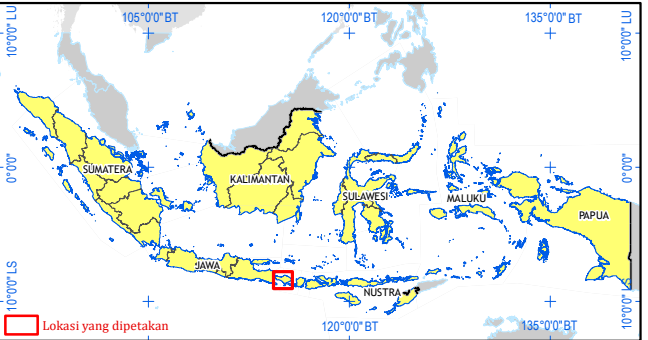 105°0'0"BT
120°0'0"BT
135°0'0"BT
10°0'0" LU
10°0'0" LU
SUMATERA
KALIMANTAN
SULAWESI
MALUKU
PAPUA
0°0'0"
0°0'0"
JAWA
NUSTRA
10°0'0" LS
10°0'0" LS
Lokasi yang dipetakan
120°0'0"BT
135°0'0"BT